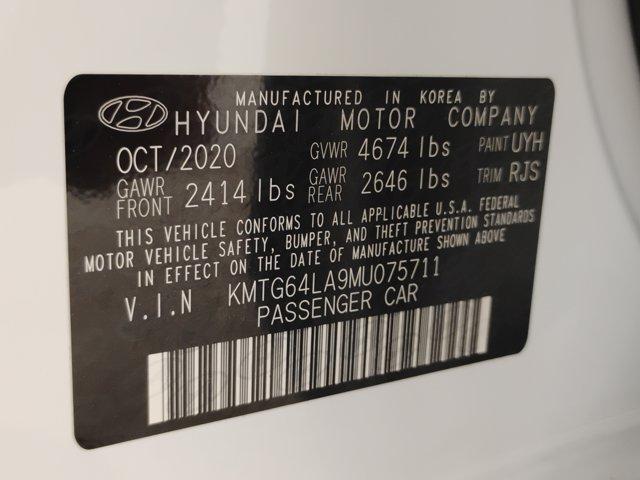 MANUFACTURED IN KOREA BY
HYUNDAI MOTOR COMPANY
OCT/2020 GVWR 4674 lbs PAINT UYH
GAWR FRONT 2414 lbs GAWR REAR 2646 lbs TRIM RJS
THIS VEHICLE CONFORMS TO ALL APPLICABLE U.S.A. FEDERAL
MOTOR VEHICLE SAFETY, BUMPER, AND THEFT PREVENTION STANDARDS
IN EFFECT ON THE DATE OF MANUFACTURE SHOWN ABOVE
V.I.N KMTG64LA9MU075711
PASSENGER CAR